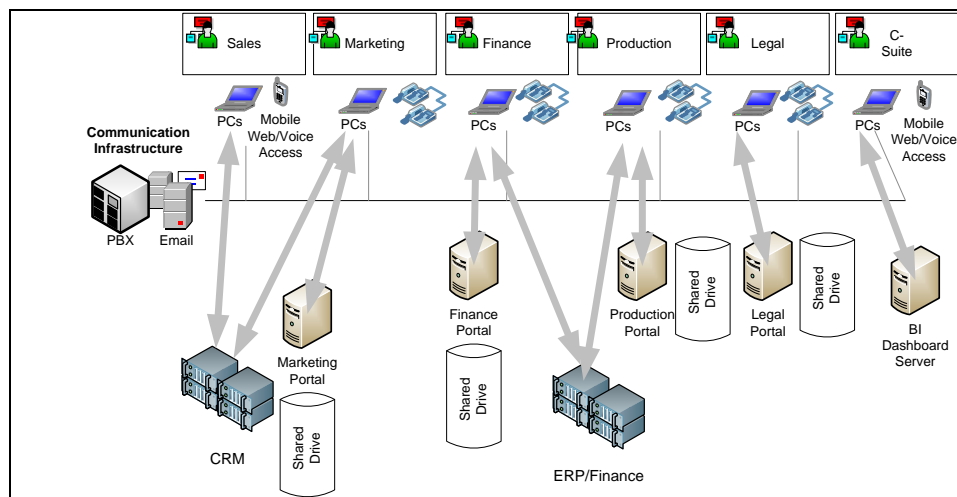 Sales
Marketing
Finance
Production
Legal
C-
Suite
PCs
Mobile
Web/Voice
Access
PCs
PCs
PCs
PCs
PCs
Mobile
Web/Voice
Access
Communication
Infrastructure
PBX
Email
Finance
Portal
Production
Portal
Shared
Drive
Legal
Portal
Shared
Drive
BI
Dashboard
Server
Marketing
Portal
Shared
Drive
CRM
Shared
Drive
ERP/Finance